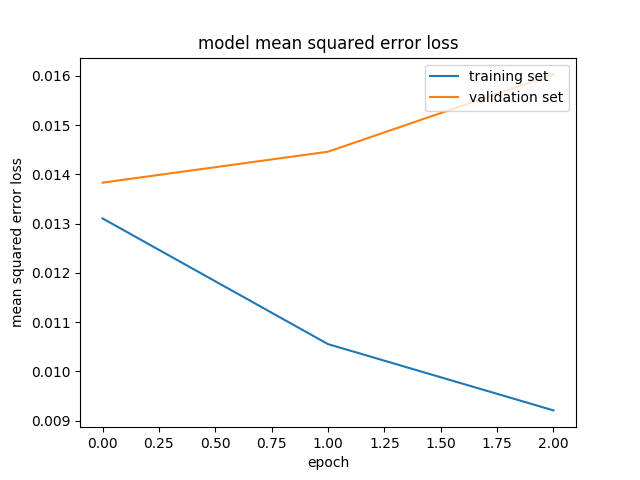 model mean squared error loss
0.016
0.015
0.014
0.013
0.012
0.011
0.010
0.009
mean squared error loss
training set
validation set
0.00 0.25 0.50 0.75 1.00 1.25 1.50 1.75 2.00
epoch